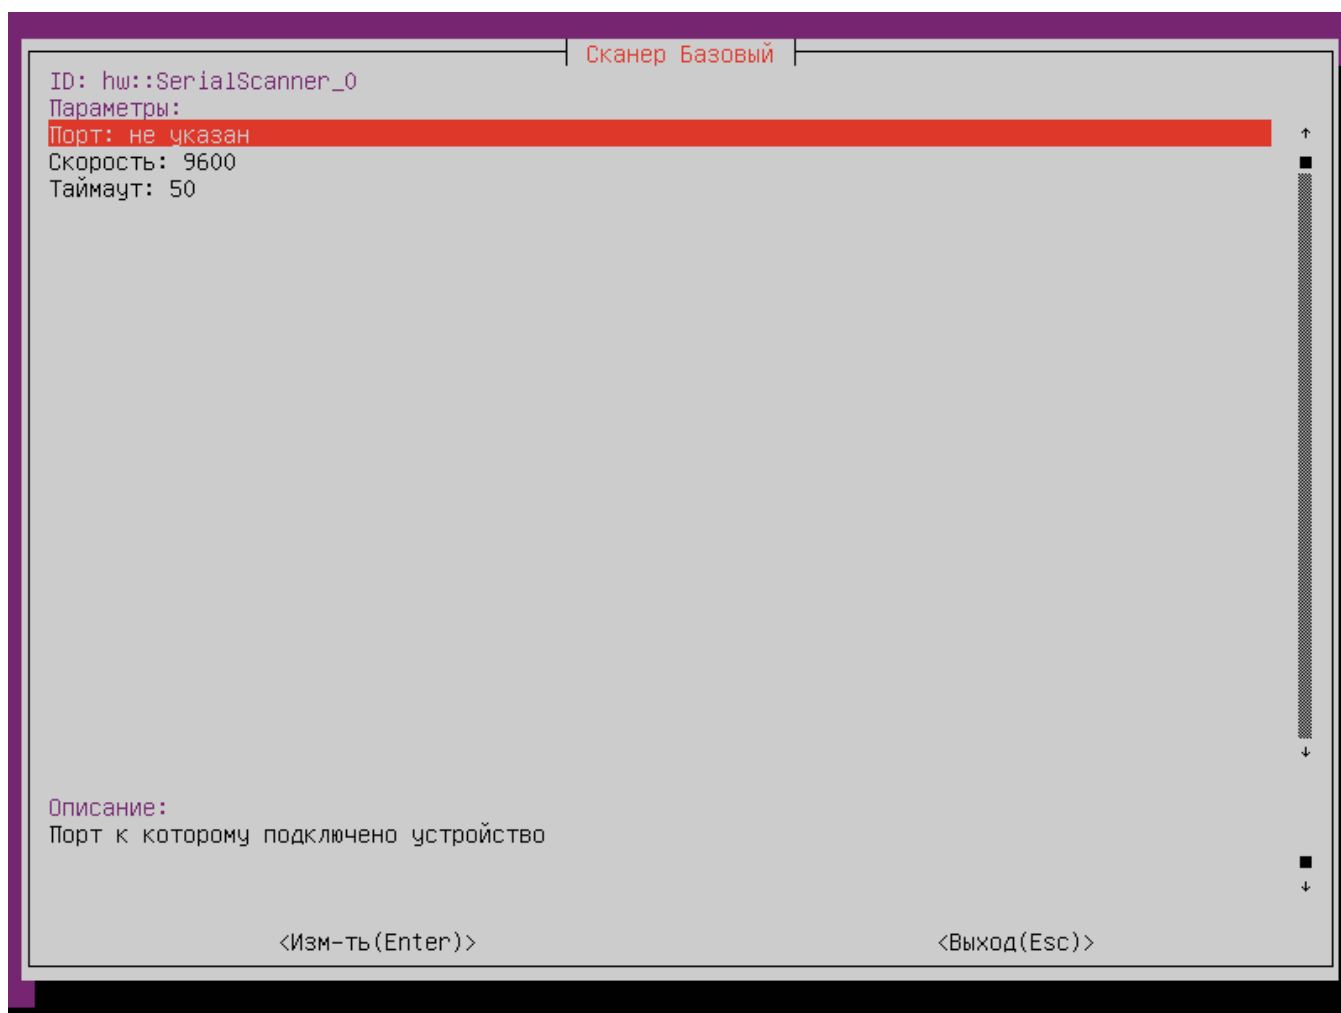 Сканер Базовый
ID: hw::SerialScanner_0
Параметры:
Порт: не указан
Скорость: 9600
Таймаут: 50
Описание:
Порт к которому подключено устройство
<Изм-ть(Enter)> <Выход(Esc)>